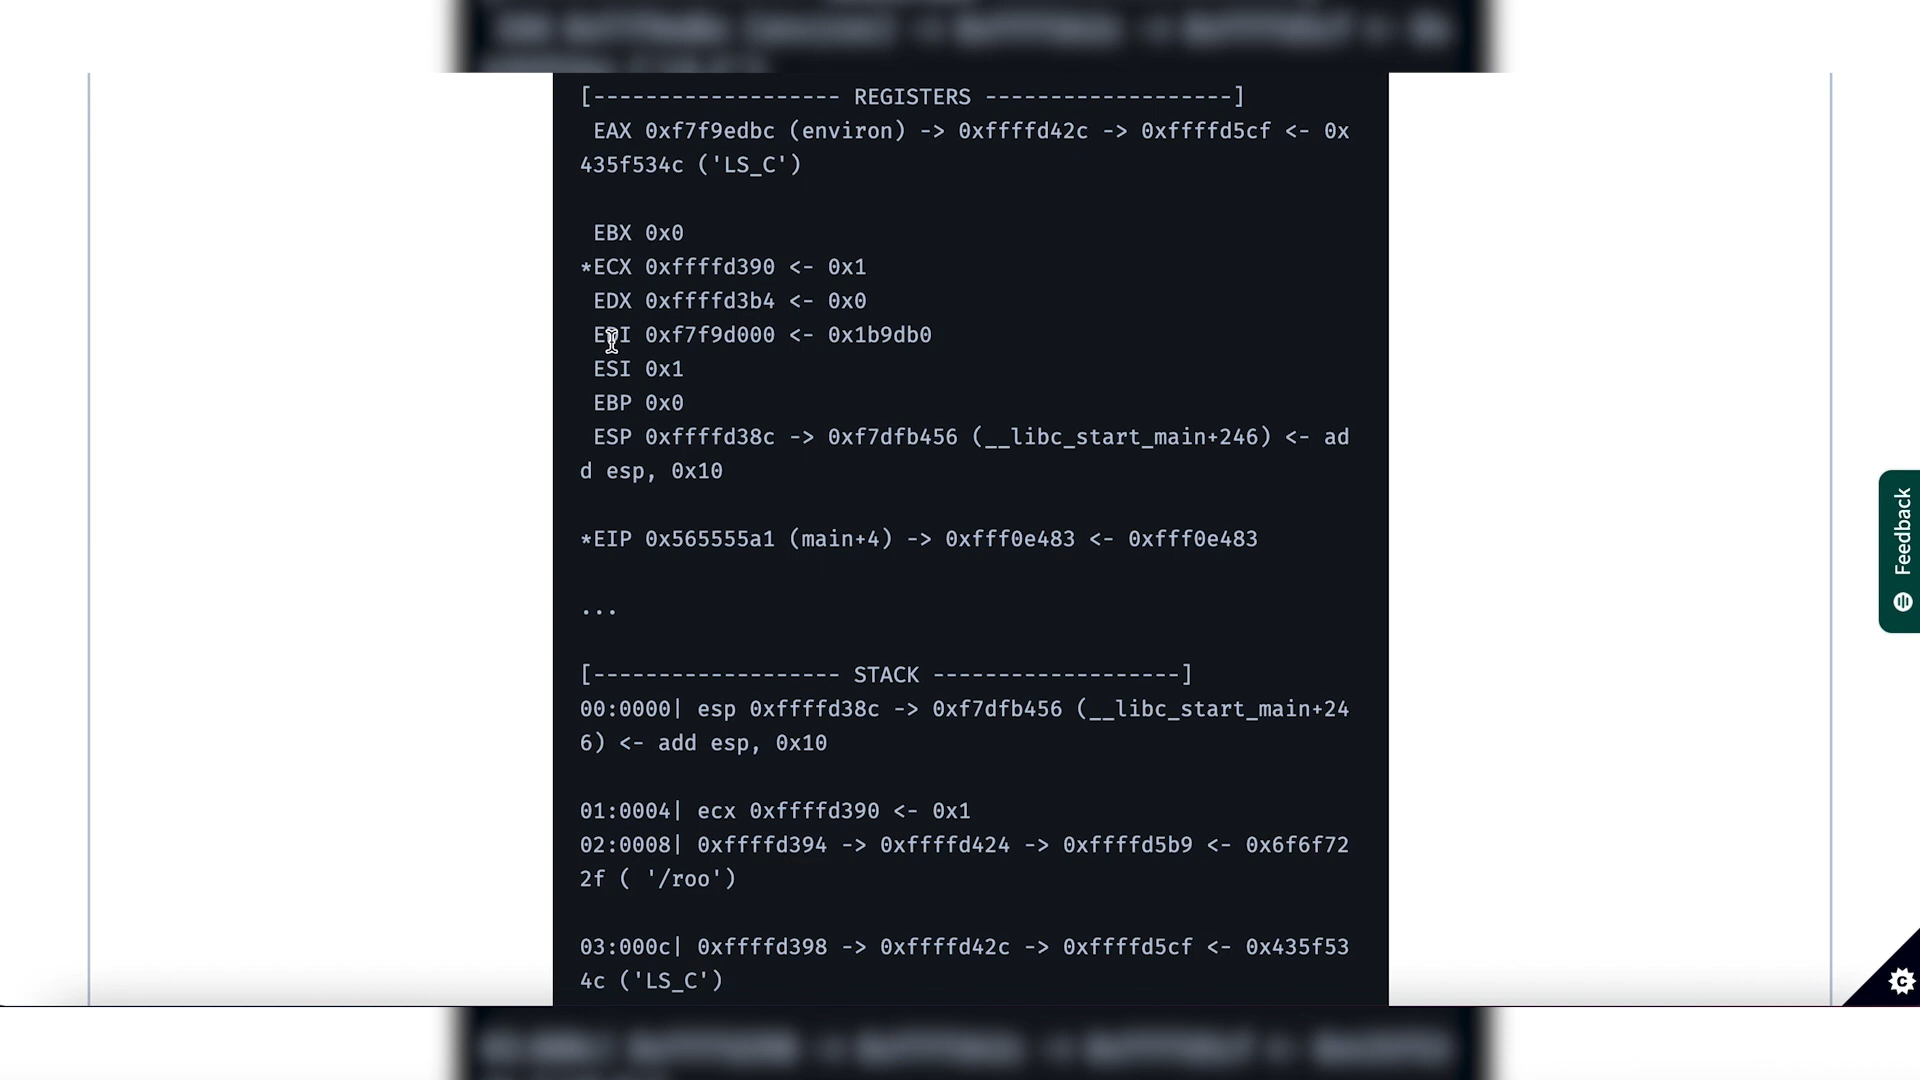 [------------------- REGISTERS -------------------]
EAX 0xf7f9edbc (environ) -> 0xffffd42c -> 0xffffd5cf <- 0x
435f534c ('LS_C')
EBX 0x0
*ECX 0xffffd390 <- 0x1
EDX 0xffffd3b4 <- 0x0
EDI 0xf7f9d000 <- 0x1b9db0
ESI 0x1
EBP 0x0
ESP 0xffffd38c -> 0xf7dfb456 (__libc_start_main+246) <- ad
d esp, 0x10
*EIP 0x565555a1 (main+4) -> 0xfff0e483 <- 0xfff0e483
...
[------------------- STACK -------------------]
00:0000| esp 0xffffd38c -> 0xf7dfb456 (__libc_start_main+24
6) <- add esp, 0x10
01:0004| ecx 0xffffd390 <- 0x1
02:0008| 0xffffd394 -> 0xffffd424 -> 0xffffd5b9 <- 0x6f6f72
2f ( '/roo')
03:000c| 0xffffd398 -> 0xffffd42c -> 0xffffd5cf <- 0x435f53
4c ('LS_C')
Feedback